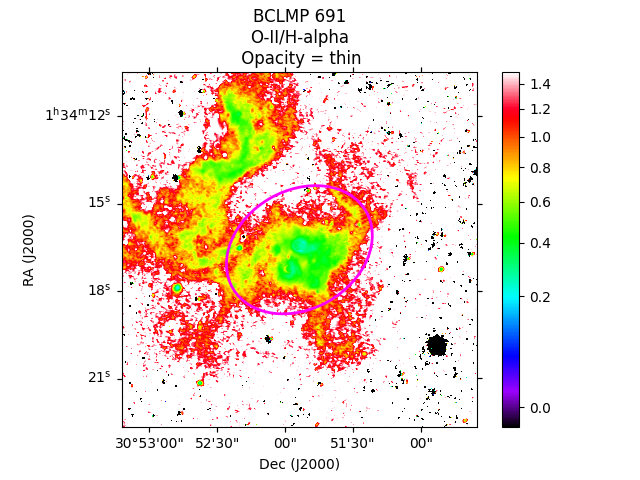 BCLMP 691
O-II/H-alpha
Opacity = thin
1ʰ34ᵐ12ˢ
15ˢ
18ˢ
21ˢ
RA (J2000)
30°53'00" 52'30" 00" 51'30" 00"
Dec (J2000)
1.4
1.2
1.0
0.8
0.6
0.4
0.2
0.0